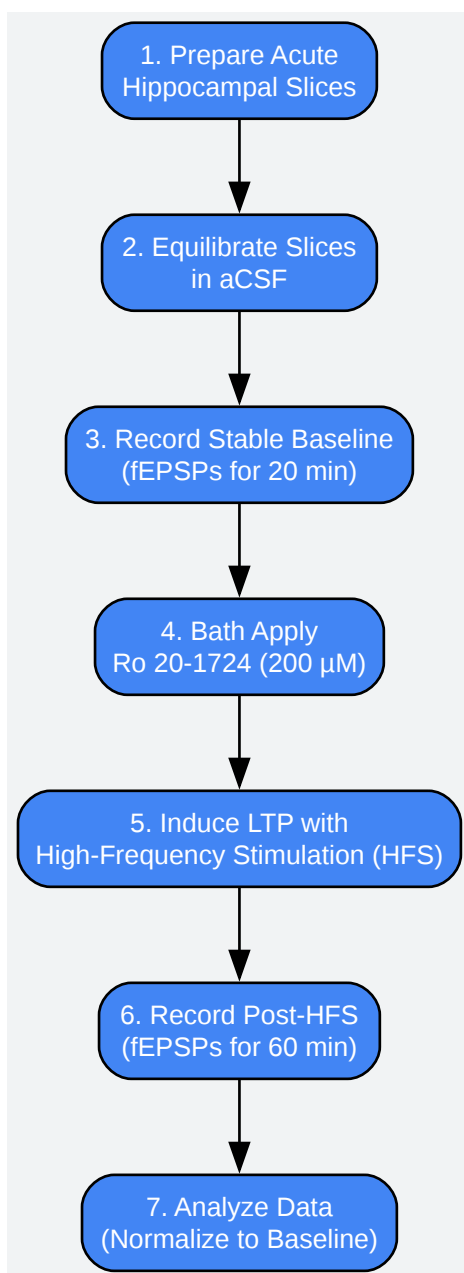 1. Prepare Acute
Hippocampal Slices
2. Equilibrate Slices
in aCSF
3. Record Stable Baseline
(fEPSPs for 20 min)
4. Bath Apply
Ro 20-1724 (200 µM)
5. Induce LTP with
High-Frequency Stimulation (HFS)
6. Record Post-HFS
(fEPSPs for 60 min)
7. Analyze Data
(Normalize to Baseline)